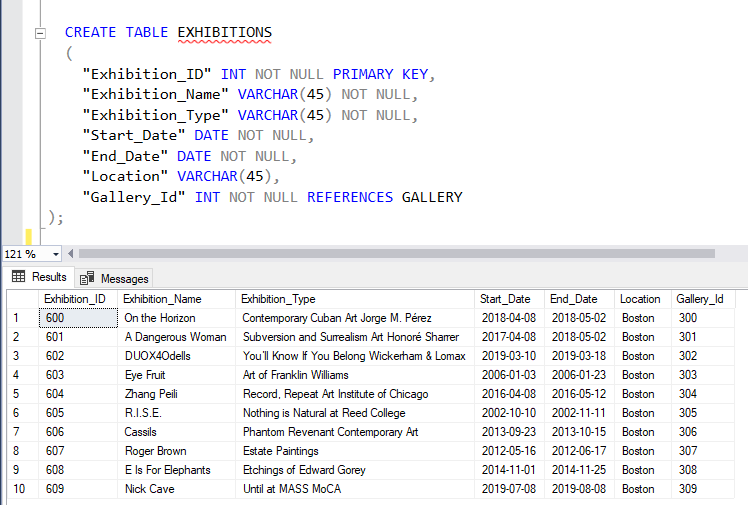 CREATE TABLE EXHIBITIONS
(
"Exhibition_ID" INT NOT NULL PRIMARY KEY,
"Exhibition_Name" VARCHAR(45) NOT NULL,
"Exhibition_Type" VARCHAR(45) NOT NULL,
"Start_Date" DATE NOT NULL,
"End_Date" DATE NOT NULL,
"Location" VARCHAR(45),
"Gallery_Id" INT NOT NULL REFERENCES GALLERY
);
121 %
Results Messages
Exhibition_ID Exhibition_Name Exhibition_Type Start_Date End_Date Location Gallery_Id
1 600 On the Horizon Contemporary Cuban Art Jorge M. Pérez 2018-04-08 2018-05-02 Boston 300
2 601 A Dangerous Woman Subversion and Surrealism Art Honoré Sharrer 2017-04-08 2018-05-02 Boston 301
3 602 DUOX4Odells You'll Know If You Belong Wickerham & Lomax 2019-03-10 2019-03-18 Boston 302
4 603 Eye Fruit Art of Franklin Williams 2006-01-03 2006-01-23 Boston 303
5 604 Zhang Peili Record, Repeat Art Institute of Chicago 2016-04-08 2016-05-12 Boston 304
6 605 R.I.S.E. Nothing is Natural at Reed College 2002-10-10 2002-11-11 Boston 305
7 606 Cassils Phantom Revenant Contemporary Art 2013-09-23 2013-10-15 Boston 306
8 607 Roger Brown Estate Paintings 2012-05-16 2012-06-17 Boston 307
9 608 E Is For Elephants Etchings of Edward Gorey 2014-11-01 2014-11-25 Boston 308
10 609 Nick Cave Until at MASS MoCA 2019-07-08 2019-08-08 Boston 309